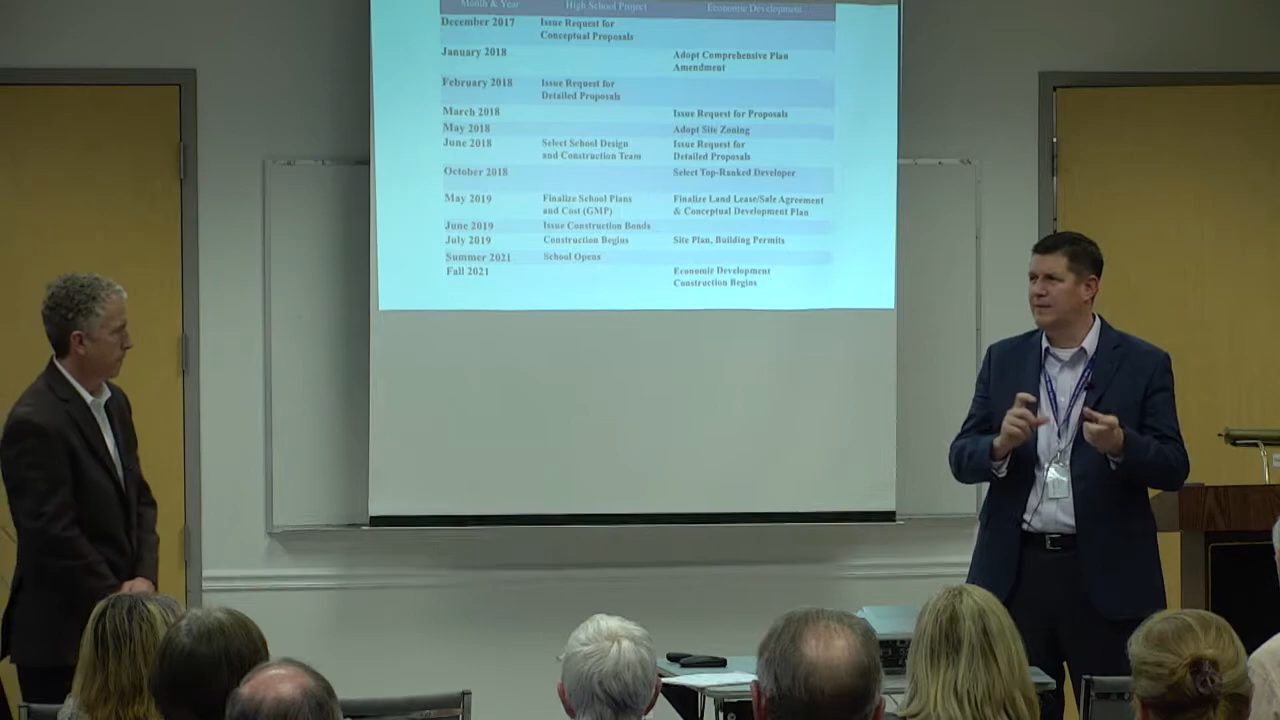 Month & Year High School Project Economic Development
December 2017 Issue Request for
Conceptual Proposals
January 2018 Adopt Comprehensive Plan
Amendment
February 2018 Issue Request for
Detailed Proposals
March 2018 Issue Request for Proposals
May 2018 Adopt Site Zoning
June 2018 Select School Design Issue Request for
and Construction Team Detailed Proposals
October 2018 Select Top-Ranked Developer
May 2019 Finalize School Plans Finalize Land Lease/Sale Agreement
and Cost (GMP) & Conceptual Development Plan
June 2019 Issue Construction Bonds
July 2019 Construction Begins Site Plan, Building Permits
Summer 2021 School Opens
Fall 2021 Economic Development
Construction Begins